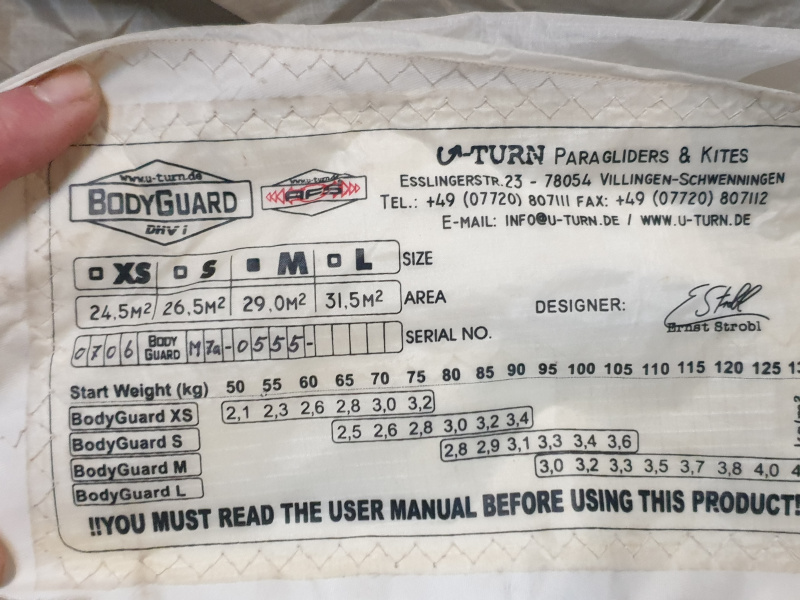 www.u-turn.de
BODYGUARD
DHV 1
www.u-turn.de
AFS
U-TURN PARAGLIDERS & KITES
ESSLINGERSTR.23 - 78054 VILLINGEN-SCHWENNINGEN
TEL.: +49 (07720) 807111 FAX: +49 (07720) 807112
E-MAIL: INFO@U-TURN.DE / WWW.U-TURN.DE
XS S M L SIZE
24.5M2 26.5M2 29.0M2 31.5M2 AREA
DESIGNER:
Ernst Strobl
0706 BODY GUARD M7a-0555- SERIAL NO.
Start Weight (kg) 50 55 60 65 70 75 80 85 90 95 100 105 110 115 120 125
BodyGuard XS 2,1 2,3 2,6 2,8 3,0 3,2
BodyGuard S 2,5 2,6 2,8 3,0 3,2 3,4
BodyGuard M 2,8 2,9 3,1 3,3 3,4 3,6
BodyGuard L 3,0 3,2 3,3 3,5 3,7 3,8 4,0
!!YOU MUST READ THE USER MANUAL BEFORE USING THIS PRODUCT!!